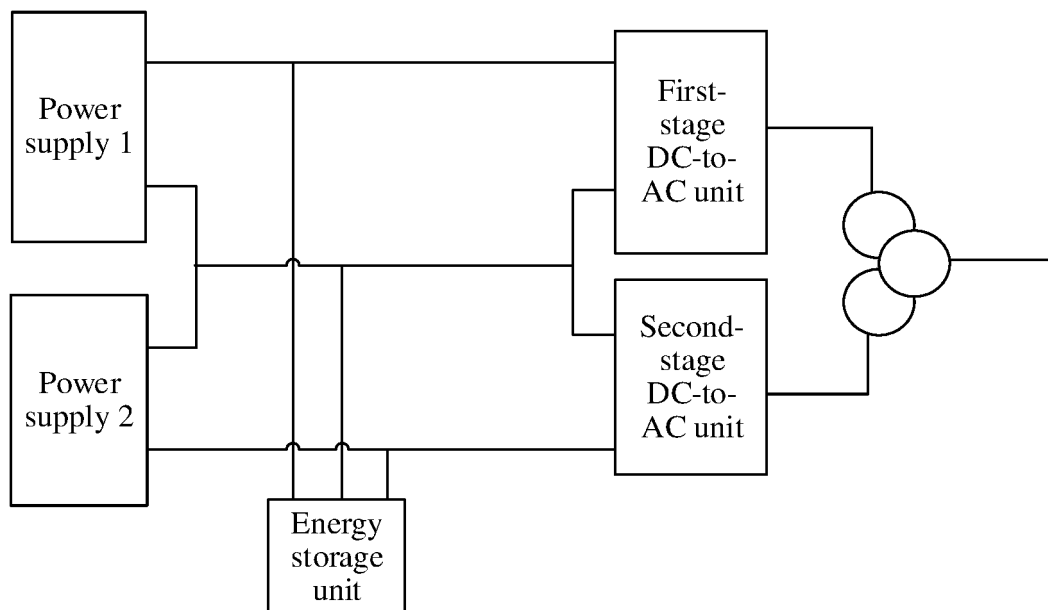 Power
supply 1
First-
stage
DC-to-
AC unit
Power
supply 2
Second-
stage
DC-to-
AC unit
Energy
storage
unit